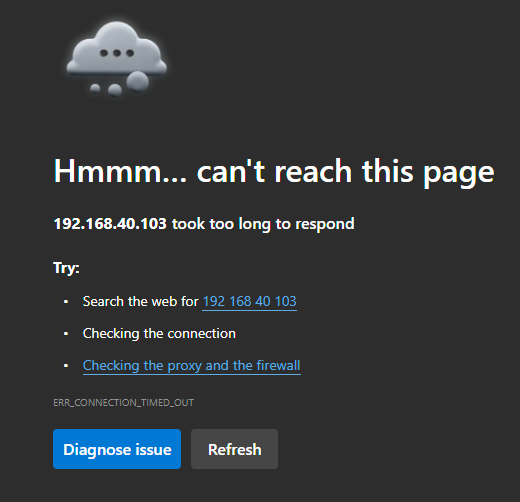 Hmmm... can't reach this page
192.168.40.103 took too long to respond
Try:
• Search the web for 192 168 40 103
• Checking the connection
• Checking the proxy and the firewall
ERR_CONNECTION_TIMED_OUT
Diagnose issue Refresh